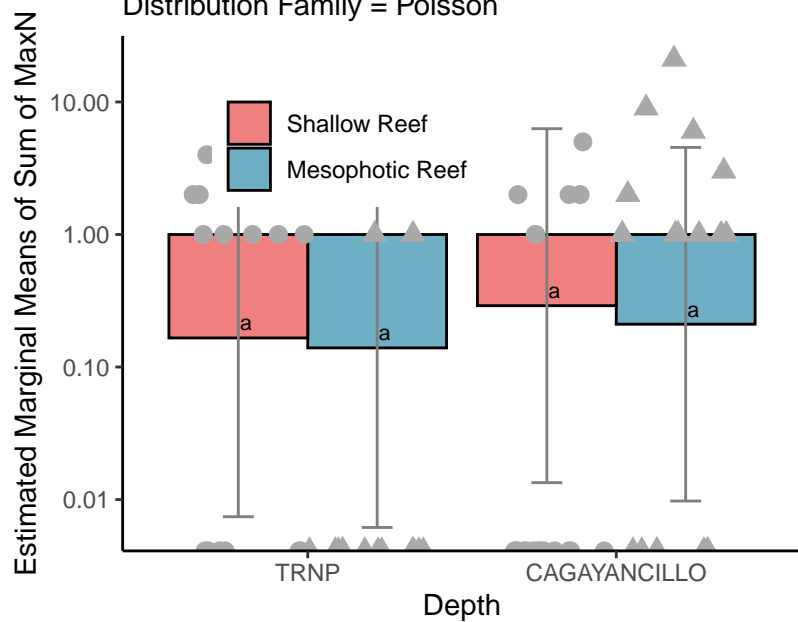 Distribution Family = Poisson
Estimated Marginal Means of Sum of MaxN
10.00
1.00
0.10
0.01
Shallow Reef
Mesophotic Reef
a
a
a
a
TRNP
CAGAYANCILLO
Depth